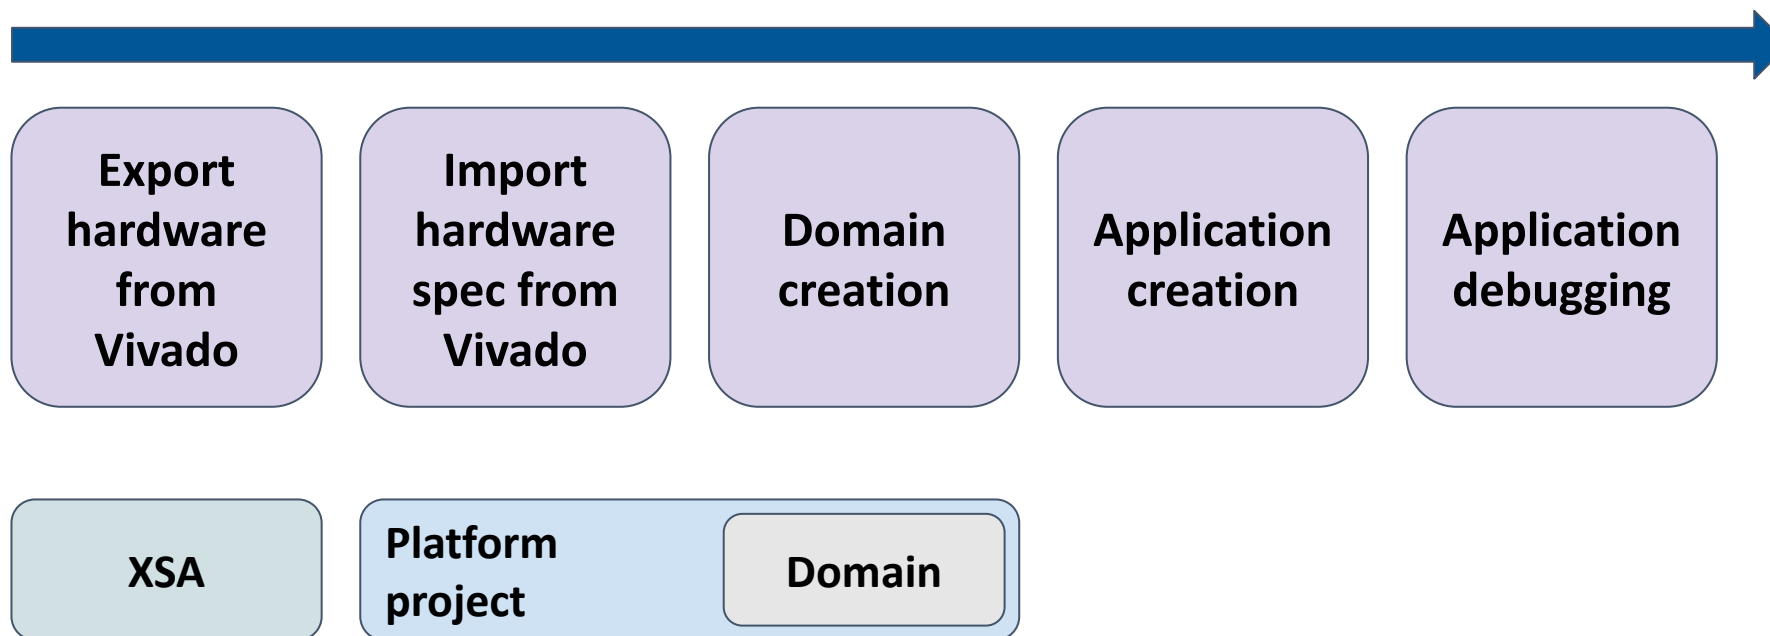 Export
hardware
from
Vivado
Import
hardware
spec from
Vivado
Domain
creation
Application
creation
Application
debugging
XSA
Platform
project
Domain